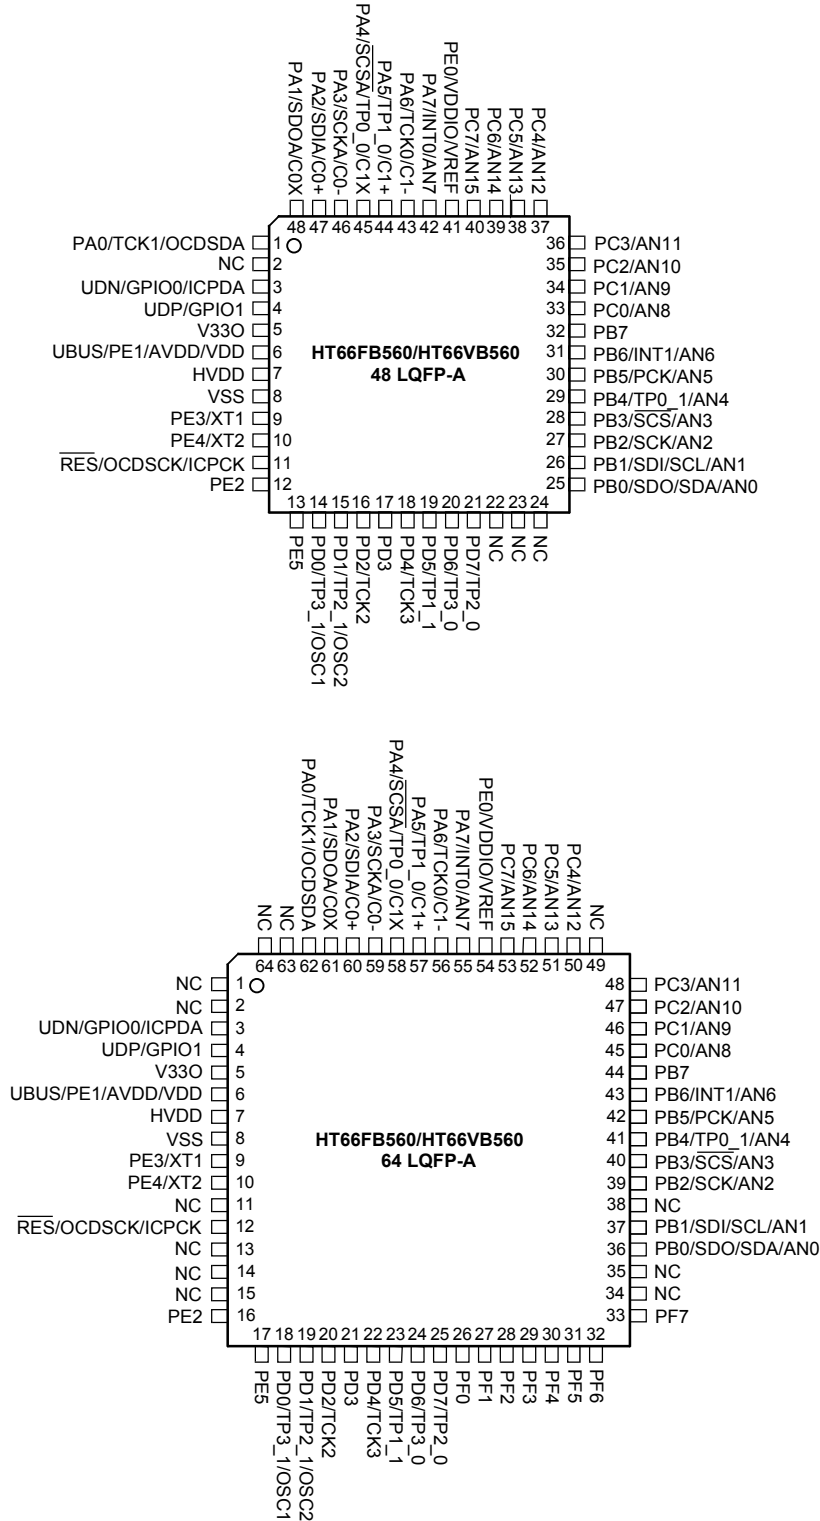 PA1/SDOA/C0X
PA2/SDIA/C0+
PA3/SCKA/C0-
PA4/SCSA/TP0_0/C1X
PA5/TP1_0/C1+
PA6/TCK0/C1-
PA7/INT0/AN7
PE0/VDDIO/VREF
PC7/AN15
PC6/AN14
PC5/AN13
PC4/AN12
48 47 46 45 44 43 42 41 40 39 38 37
PA0/TCK1/OCDSDA 1 36 PC3/AN11
NC 2 35 PC2/AN10
UDN/GPIO0/ICPDA 3 34 PC1/AN9
UDP/GPIO1 4 33 PC0/AN8
V33O 5 32 PB7
UBUS/PE1/AVDD/VDD 6 HT66FB560/HT66VB560 31 PB6/INT1/AN6
HVDD 7 48 LQFP-A 30 PB5/PCK/AN5
VSS 8 29 PB4/TP0_1/AN4
PE3/XT1 9 28 PB3/SCS/AN3
PE4/XT2 10 27 PB2/SCK/AN2
RES/OCDSCK/ICPCK 11 26 PB1/SDI/SCL/AN1
PE2 12 25 PB0/SDO/SDA/AN0
13 14 15 16 17 18 19 20 21 22 23 24
PE5
PD0/TP3_1/OSC1
PD1/TP2_1/OSC2
PD2/TCK2
PD3
PD4/TCK3
PD5/TP1_1
PD6/TP3_0
PD7/TP2_0
NC
NC
NC
NC
NC
PA0/TCK1/OCDSDA
PA1/SDOA/C0X
PA2/SDIA/C0+
PA3/SCKA/C0-
PA4/SCSA/TP0_0/C1X
PA5/TP1_0/C1+
PA6/TCK0/C1-
PA7/INT0/AN7
PE0/VDDIO/VREF
PC7/AN15
PC6/AN14
PC5/AN13
PC4/AN12
NC
64 63 62 61 60 59 58 57 56 55 54 53 52 51 50 49
NC 1 48 PC3/AN11
NC 2 47 PC2/AN10
UDN/GPIO0/ICPDA 3 46 PC1/AN9
UDP/GPIO1 4 45 PC0/AN8
V33O 5 44 PB7
UBUS/PE1/AVDD/VDD 6 43 PB6/INT1/AN6
HVDD 7 42 PB5/PCK/AN5
VSS 8 HT66FB560/HT66VB560 41 PB4/TP0_1/AN4
PE3/XT1 9 64 LQFP-A 40 PB3/SCS/AN3
PE4/XT2 10 39 PB2/SCK/AN2
NC 11 38 NC
RES/OCDSCK/ICPCK 12 37 PB1/SDI/SCL/AN1
NC 13 36 PB0/SDO/SDA/AN0
NC 14 35 NC
NC 15 34 NC
PE2 16 33 PF7
17 18 19 20 21 22 23 24 25 26 27 28 29 30 31 32
PE5
PD0/TP3_1/OSC1
PD1/TP2_1/OSC2
PD2/TCK2
PD3
PD4/TCK3
PD5/TP1_1
PD6/TP3_0
PD7/TP2_0
PF0
PF1
PF2
PF3
PF4
PF5
PF6